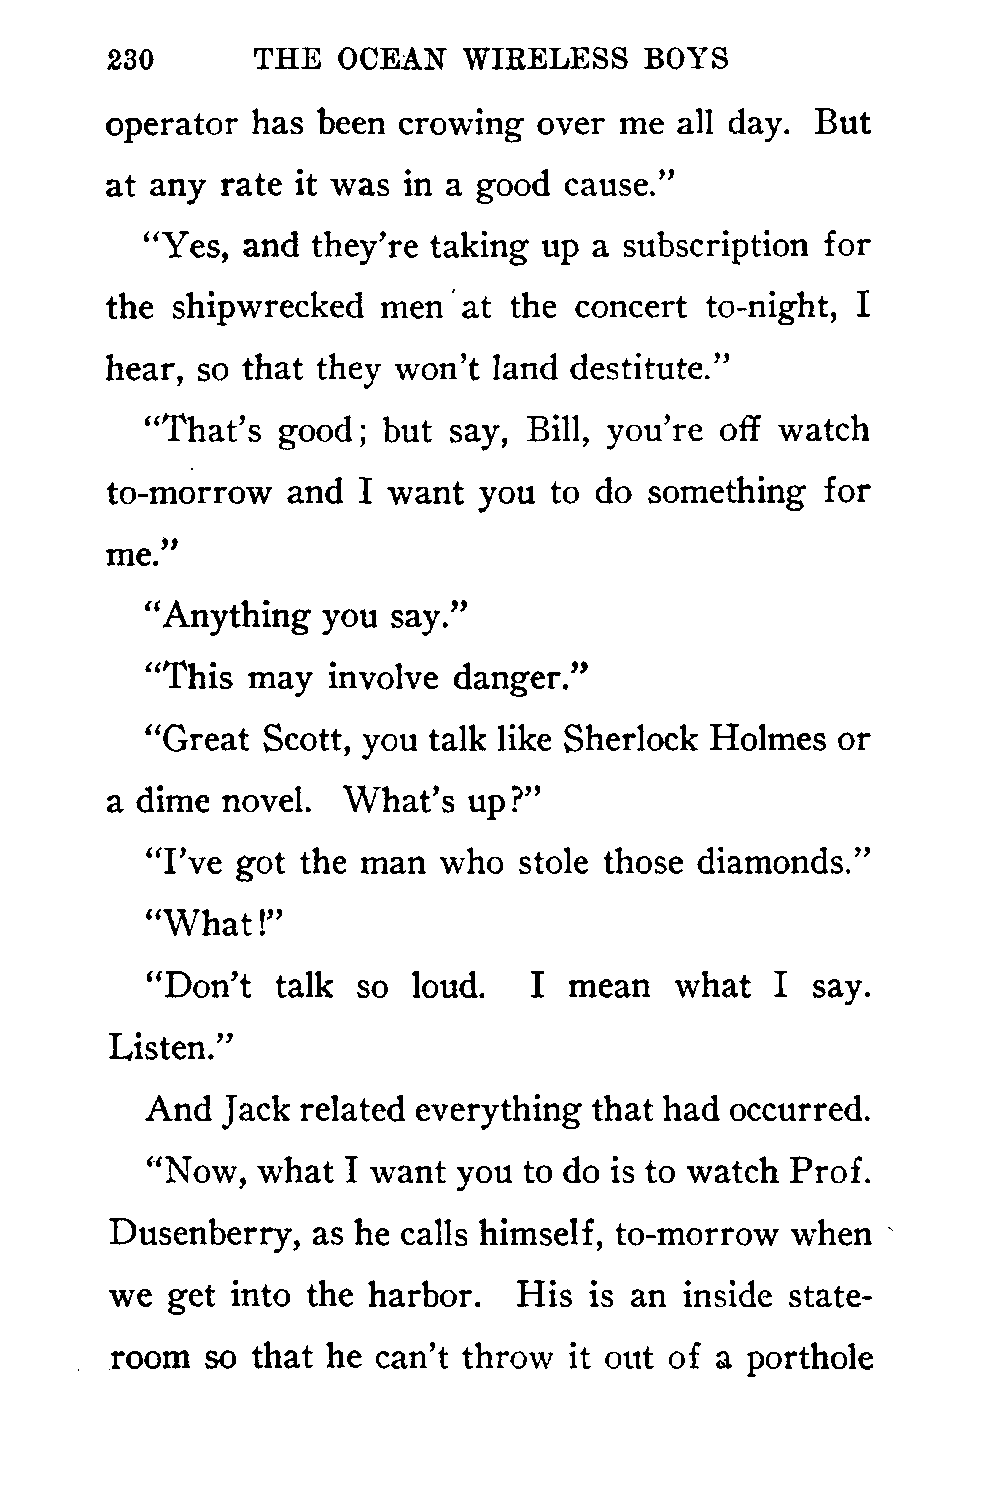 230 THE OCEAN WIRELESS BOYS
operator has been crowing over me all day. But
at any rate it was in a good cause.”
“Yes, and they’re taking up a subscription for
the shipwrecked men at the concert to-night, I
hear, so that they won’t land destitute.”
“That’s good; but say, Bill, you’re off watch
to-morrow and I want you to do something for
me.”
“Anything you say.”
“This may involve danger.”
“Great Scott, you talk like Sherlock Holmes or
a dime novel. What’s up?”
“I’ve got the man who stole those diamonds.”
“What!”
“Don’t talk so loud. I mean what I say.
Listen.”
And Jack related everything that had occurred.
“Now, what I want you to do is to watch Prof.
Dusenberry, as he calls himself, to-morrow when
we get into the harbor. His is an inside state-
room so that he can’t throw it out of a porthole